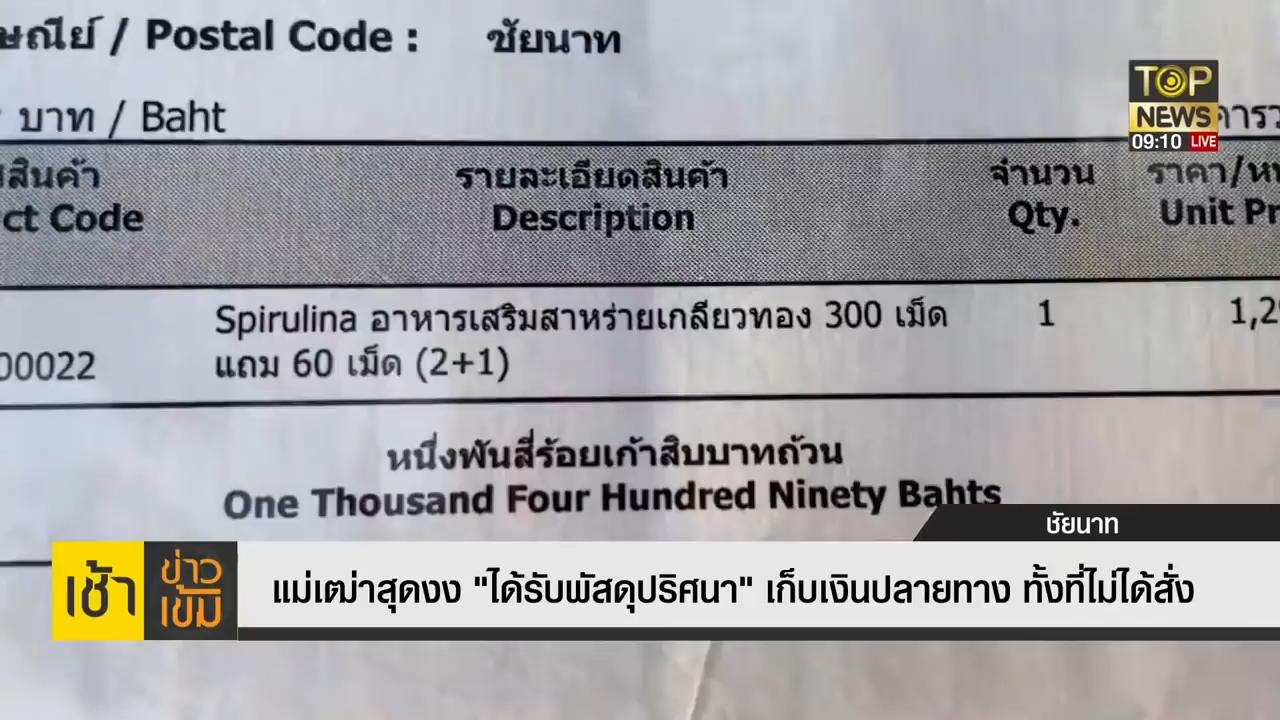 ษณีย์ / Postal Code : ชัยนาท
บาท / Baht
TOP
NEWS
09:10 LIVE
สินค้า รายละเอียดสินค้า จำนวน ราคา/ห
ct Code Description Qty. Unit Pr
Spirulina อาหารเสริมสาหร่ายเกลียวทอง 300 เม็ด 1 1,2
00022 แถม 60 เม็ด (2+1)
หนึ่งพันสี่ร้อยเก้าสิบบาทถ้วน
One Thousand Four Hundred Ninety Bahts
ชัยนาท
เช้า ข่าว เข้ม
แม่เฒ่าสุดงง "ได้รับพัสดุปริศนา" เก็บเงินปลายทาง ทั้งที่ไม่ได้สั่ง